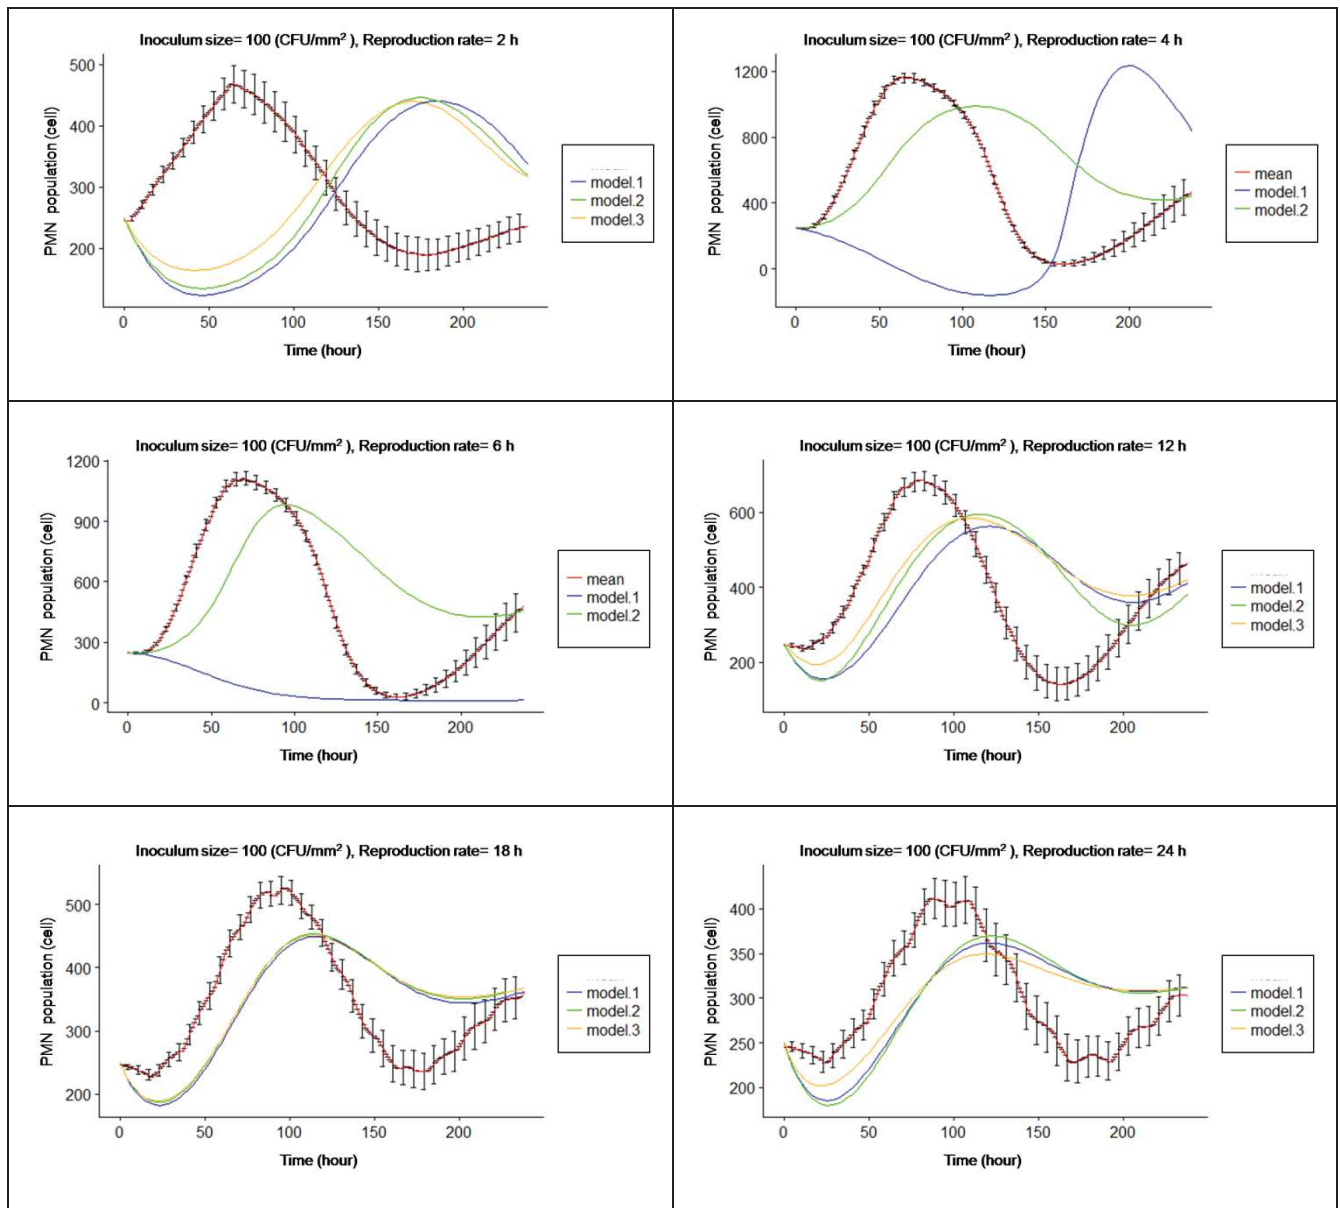 Inoculum size= 100 (CFU/mm² ), Reproduction rate= 2 h
PMN population (cell)
500
400
300
200
0 50 100 150 200
Time (hour)
model.1
model.2
model.3
Inoculum size= 100 (CFU/mm² ), Reproduction rate= 4 h
PMN population (cell)
1200
800
400
0
0 50 100 150 200
Time (hour)
mean
model.1
model.2
Inoculum size= 100 (CFU/mm² ), Reproduction rate= 6 h
PMN population (cell)
1200
900
600
300
0
0 50 100 150 200
Time (hour)
mean
model.1
model.2
Inoculum size= 100 (CFU/mm² ), Reproduction rate= 12 h
PMN population (cell)
600
400
200
0 50 100 150 200
Time (hour)
model.1
model.2
model.3
Inoculum size= 100 (CFU/mm² ), Reproduction rate= 18 h
PMN population (cell)
500
400
300
200
0 50 100 150 200
Time (hour)
model.1
model.2
model.3
Inoculum size= 100 (CFU/mm² ), Reproduction rate= 24 h
PMN population (cell)
400
350
300
250
200
0 50 100 150 200
Time (hour)
model.1
model.2
model.3